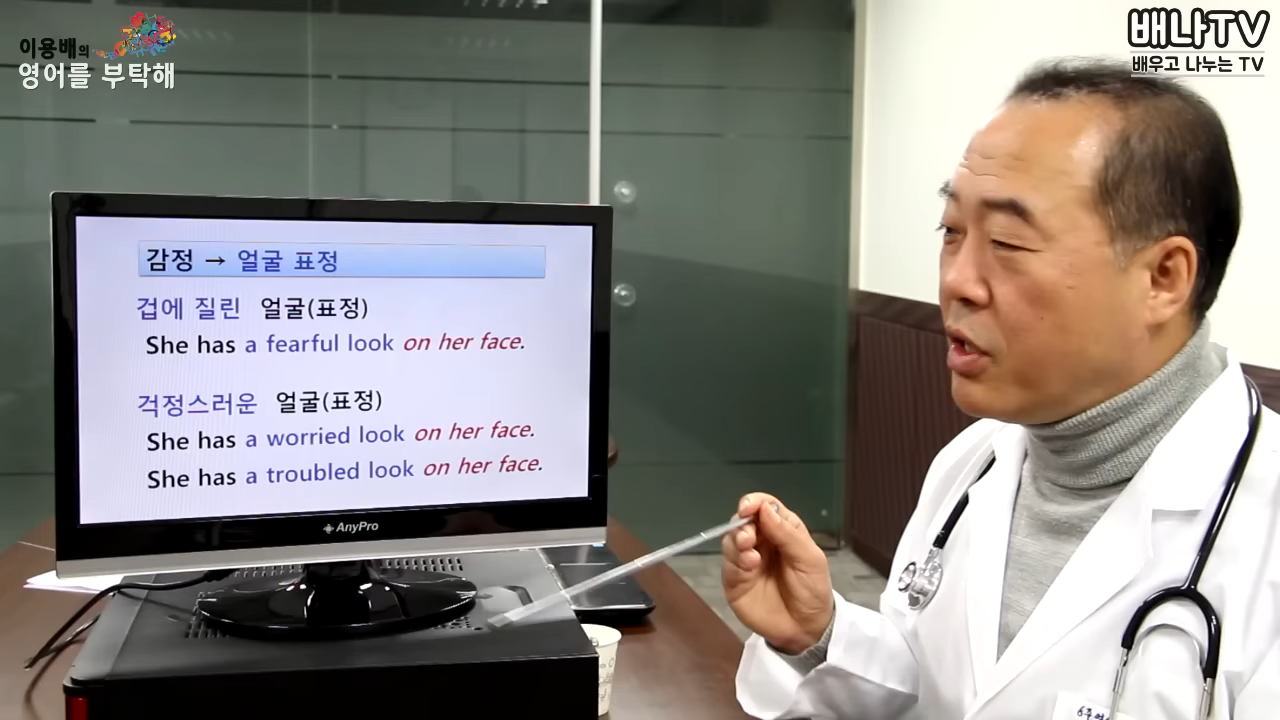 이용배의
영어를 부탁해
배나TV
배우고 나누는 TV
감정 → 얼굴 표정
겁에 질린 얼굴(표정)
She has a fearful look on her face.
걱정스러운 얼굴(표정)
She has a worried look on her face.
She has a troubled look on her face.
AnyPro